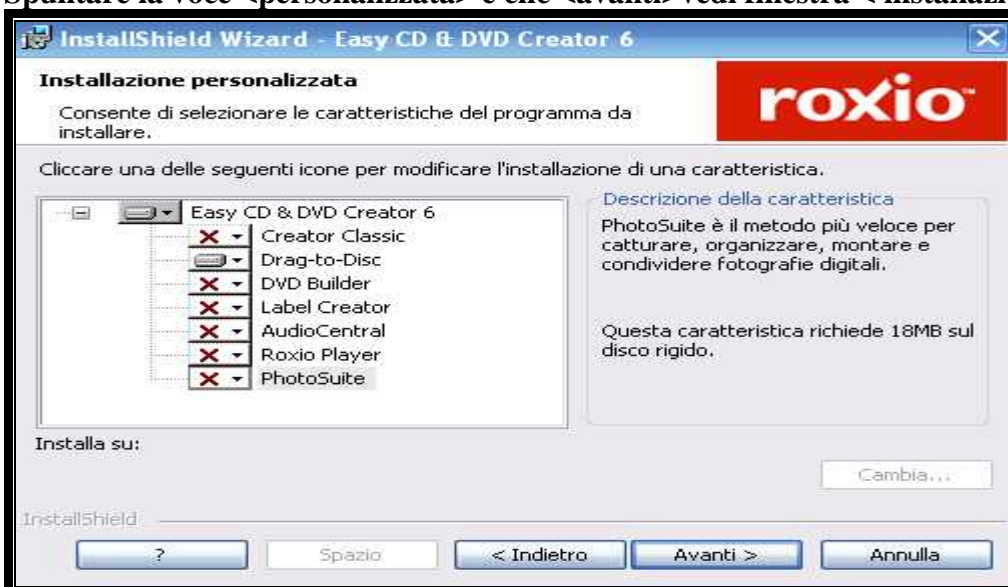 Spuntare la voce <personalizzata> e clic <avanti> vedi finestra <
InstallShield Wizard - Easy CD & DVD Creator 6
Installazione personalizzata
Consente di selezionare le caratteristiche del programma da
installare.
roxio
Cliccare una delle seguenti icone per modificare l'installazione di una caratteristica.
Easy CD & DVD Creator 6
Creator Classic
Drag-to-Disc
DVD Builder
Label Creator
AudioCentral
Roxio Player
PhotoSuite
Descrizione della caratteristica
PhotoSuite è il metodo più veloce per
catturare, organizzare, montare e
condividere fotografie digitali.
Questa caratteristica richiede 18MB sul
disco rigido.
Installa su:
Cambia...
InstallShield
?
Spazio
< Indietro
Avanti >
Annulla